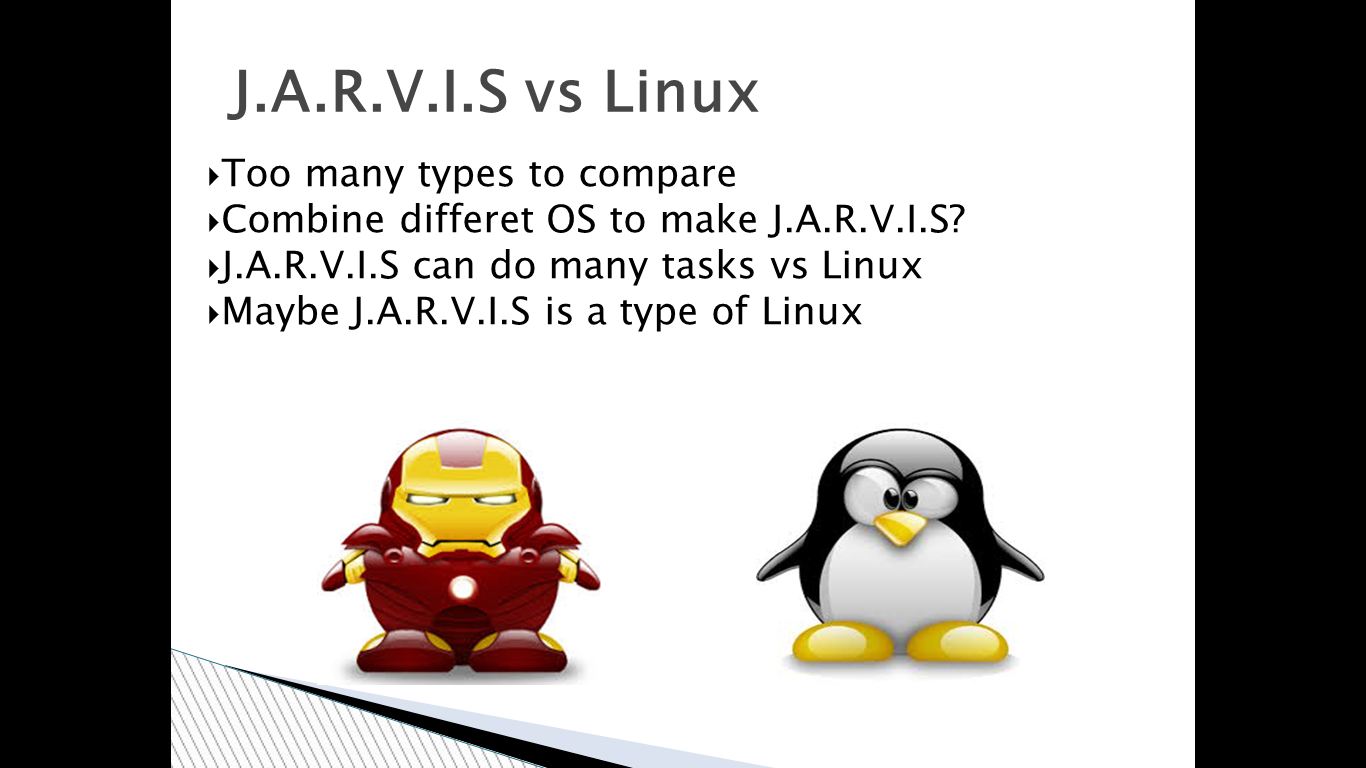 J.A.R.V.I.S vs Linux
Too many types to compare
Combine differet OS to make J.A.R.V.I.S?
J.A.R.V.I.S can do many tasks vs Linux
Maybe J.A.R.V.I.S is a type of Linux